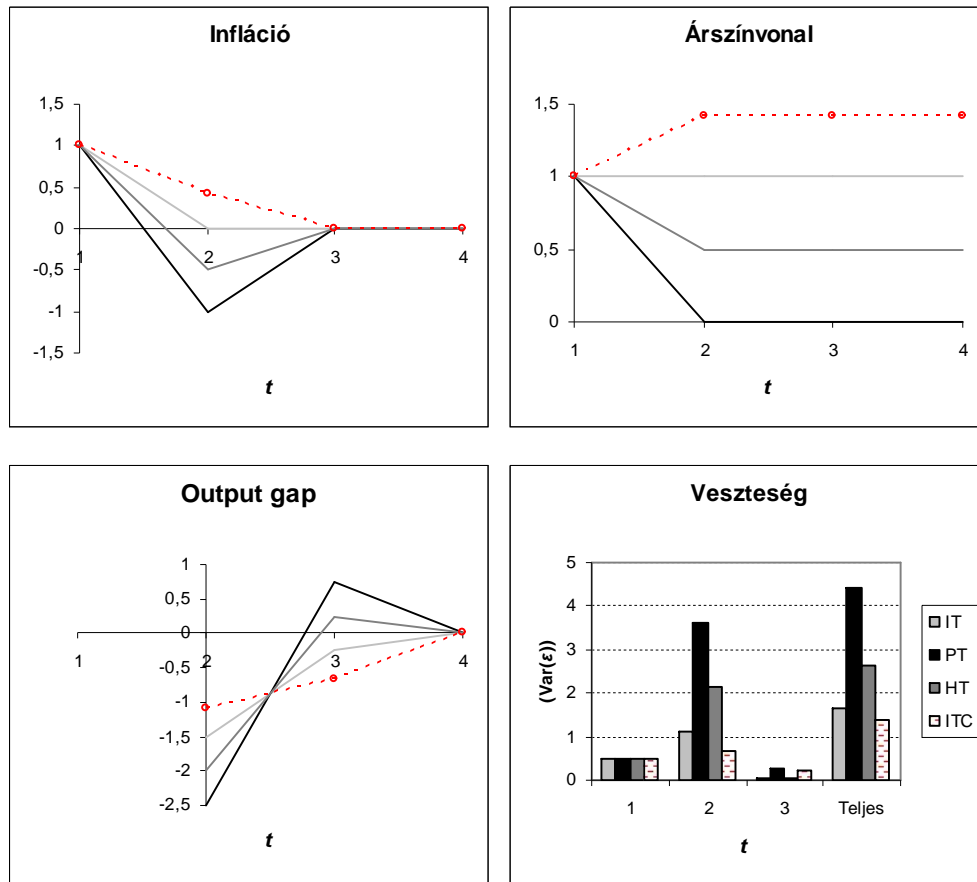 Infláció
1,5
1
0,5
0
-0,5
-1
-1,5
1 2 3 4
t
Árszínvonal
1,5
1
0,5
0
1 2 3 4
t
Output gap
1
0,5
0
-0,5
-1
-1,5
-2
-2,5
1 2 3 4
t
Veszteség
(Var(ε))
5
4
3
2
1
0
1 2 3 Teljes
t
IT
PT
HT
ITC